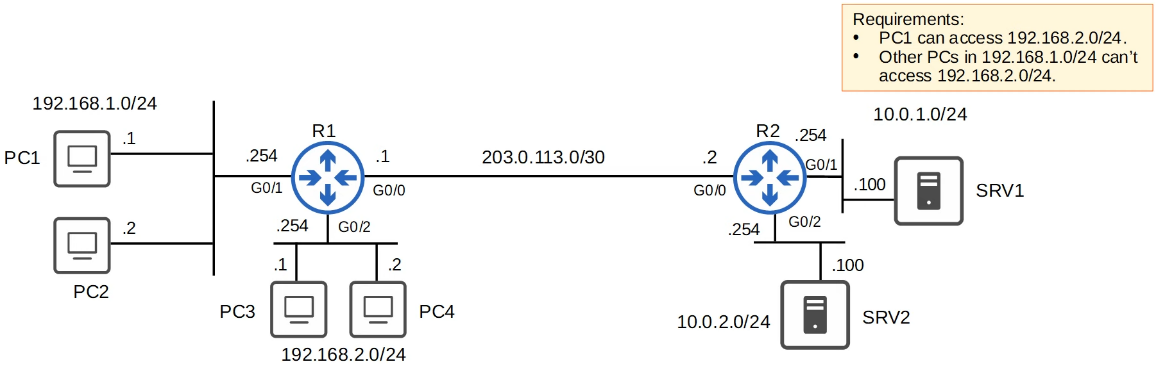 Requirements:
• PC1 can access 192.168.2.0/24.
• Other PCs in 192.168.1.0/24 can't
access 192.168.2.0/24.
192.168.1.0/24
10.0.1.0/24
PC1
.1
.254
G0/1
R1
.1
G0/0
203.0.113.0/30
.2
G0/0
R2
.254
G0/1
.100
SRV1
.2
PC2
.254
G0/2
.1
.2
PC3
PC4
192.168.2.0/24
.254
G0/2
.100
10.0.2.0/24
SRV2